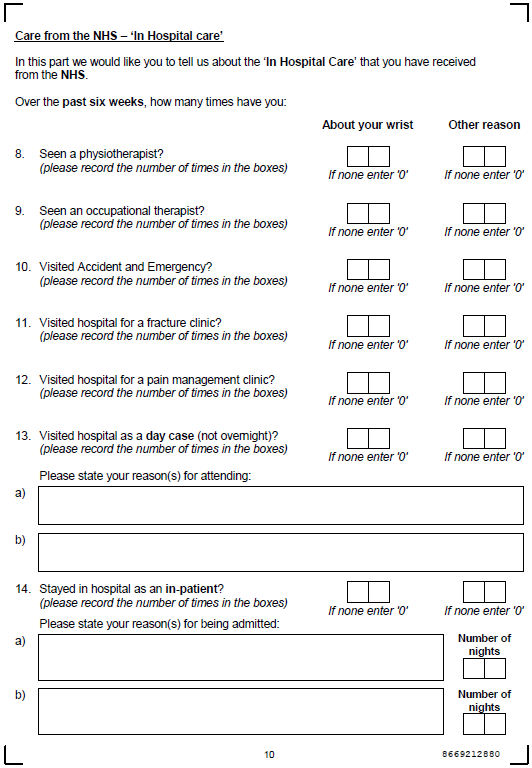 Care from the NHS – ‘In Hospital care’
In this part we would like you to tell us about the ‘In Hospital Care’ that you have received
from the NHS.
Over the past six weeks, how many times have you:
About your wrist Other reason
8. Seen a physiotherapist?
(please record the number of times in the boxes)
If none enter '0' If none enter '0'
9. Seen an occupational therapist?
(please record the number of times in the boxes)
If none enter '0' If none enter '0'
10. Visited Accident and Emergency?
(please record the number of times in the boxes)
If none enter '0' If none enter '0'
11. Visited hospital for a fracture clinic?
(please record the number of times in the boxes)
If none enter '0' If none enter '0'
12. Visited hospital for a pain management clinic?
(please record the number of times in the boxes)
If none enter '0' If none enter '0'
13. Visited hospital as a day case (not overnight)?
(please record the number of times in the boxes)
If none enter '0' If none enter '0'
Please state your reason(s) for attending:
a)
b)
14. Stayed in hospital as an in-patient?
(please record the number of times in the boxes)
If none enter '0' If none enter '0'
Please state your reason(s) for being admitted:
a)
Number of
nights
b)
Number of
nights
10
8669212880